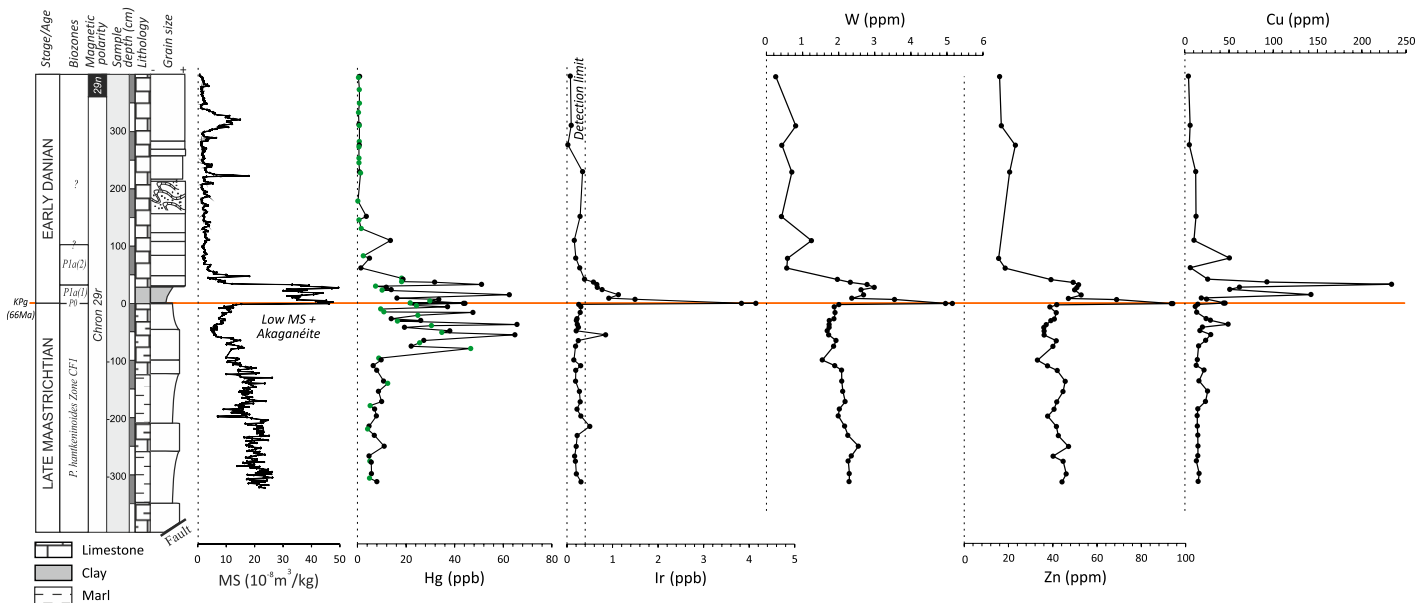 Stage/Age
Biozones
Magnetic polarity
Sample depth (cm)
Lithology
Grain size
- +
W (ppm)
0 1 2 3 4 5 6
Cu (ppm)
0 50 100 150 200 250
29n
Detection limit
300
EARLY DANIAN
?
200
?
100
P1a(2)
P1a(1)
KPg
(66Ma)
P0
0
Chron 29r
Low MS +
Akaganéite
LATE MAASTRICHTIAN
P. hantkeninoides Zone CF1
-100
-200
-300
Fault
0 10 20 30 40 50
MS (10⁻⁸m³/kg)
0 20 40 60 80
Hg (ppb)
0 1 2 3 4 5
Ir (ppb)
0 20 40 60 80 100
Zn (ppm)
Limestone
Clay
Marl